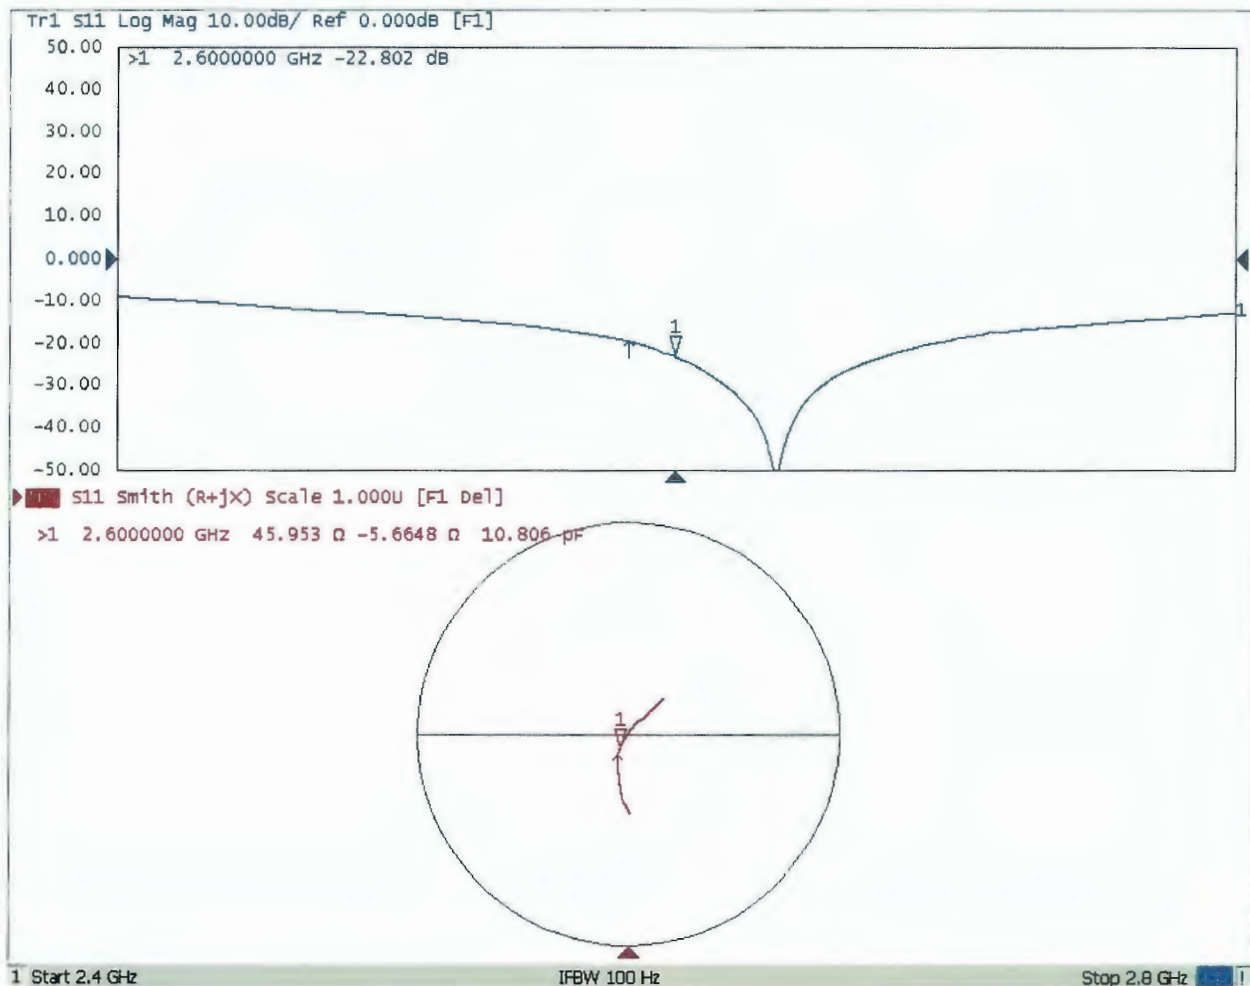 Tr1 S11 Log Mag 10.00dB/ Ref 0.000dB [F1]
50.00
>1 2.6000000 GHz -22.802 dB
40.00
30.00
20.00
10.00
0.000
-10.00
1
1
-20.00
-30.00
-40.00
-50.00
S11 Smith (R+jX) Scale 1.000U [F1 Del]
>1 2.6000000 GHz 45.953 Ω -5.6648 Ω 10.806 pF
1
1 Start 2.4 GHz IFBW 100 Hz Stop 2.8 GHz !